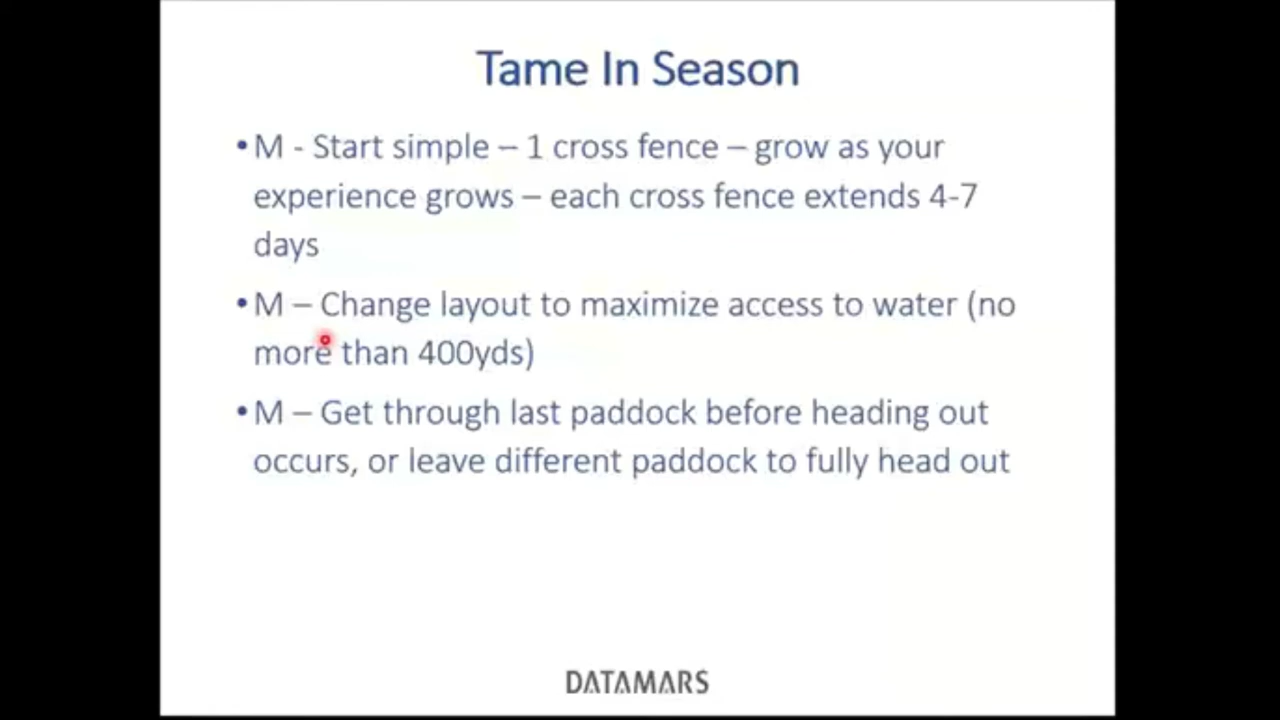 Tame In Season
• M - Start simple – 1 cross fence – grow as your
experience grows – each cross fence extends 4-7
days
• M – Change layout to maximize access to water (no
more than 400yds)
• M – Get through last paddock before heading out
occurs, or leave different paddock to fully head out
DATAMARS